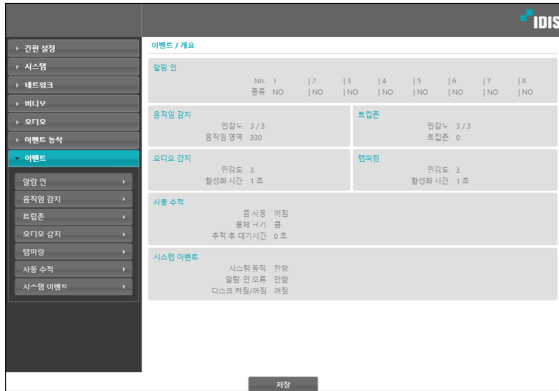 IDIS
간편 설정
시스템
네트워크
비디오
오디오
이벤트 동작
이벤트
알람 인
움직임 감지
트립존
오디오 감지
탬퍼링
자동 추적
시스템 이벤트
이벤트 / 개요
알람 인
No. 1 | 2 | 3 | 4 | 5 | 6 | 7 | 8
종류 NO | NO | NO | NO | NO | NO | NO | NO
움직임 감지
민감도 3 / 3
움직임 영역 330
트립존
민감도 3 / 3
트립존 0
오디오 감지
민감도 3
활성화 시간 1 초
탬퍼링
민감도 3
활성화 시간 1 초
자동 추적
줌 사용 꺼짐
물체 크기 중
추적 후 대기시간 0 초
시스템 이벤트
시스템 동작 안함
알람 인 오류 안함
디스크 켜짐/꺼짐 꺼짐
저장